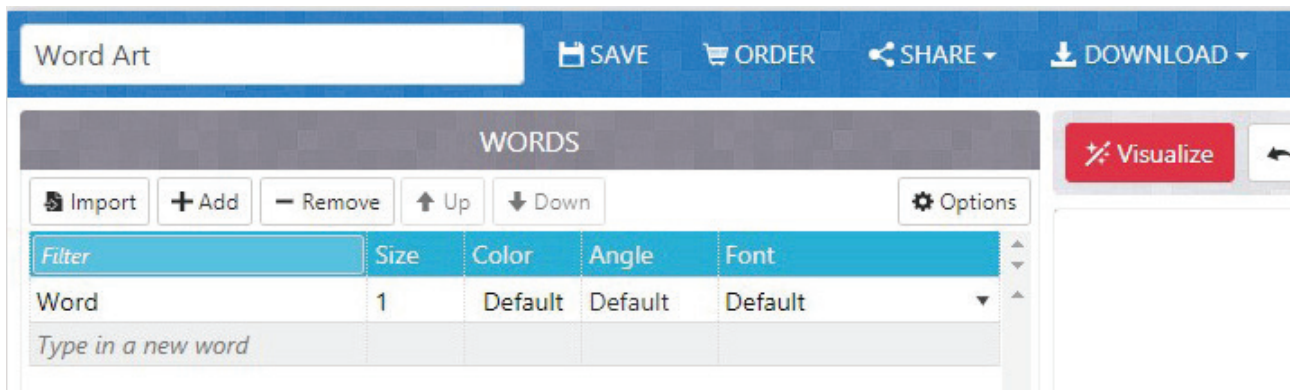 Word Art SAVE ORDER SHARE DOWNLOAD
WORDS
Visualize
Import Add Remove Up Down Options
Filter Size Color Angle Font
Word 1 Default Default Default
Type in a new word